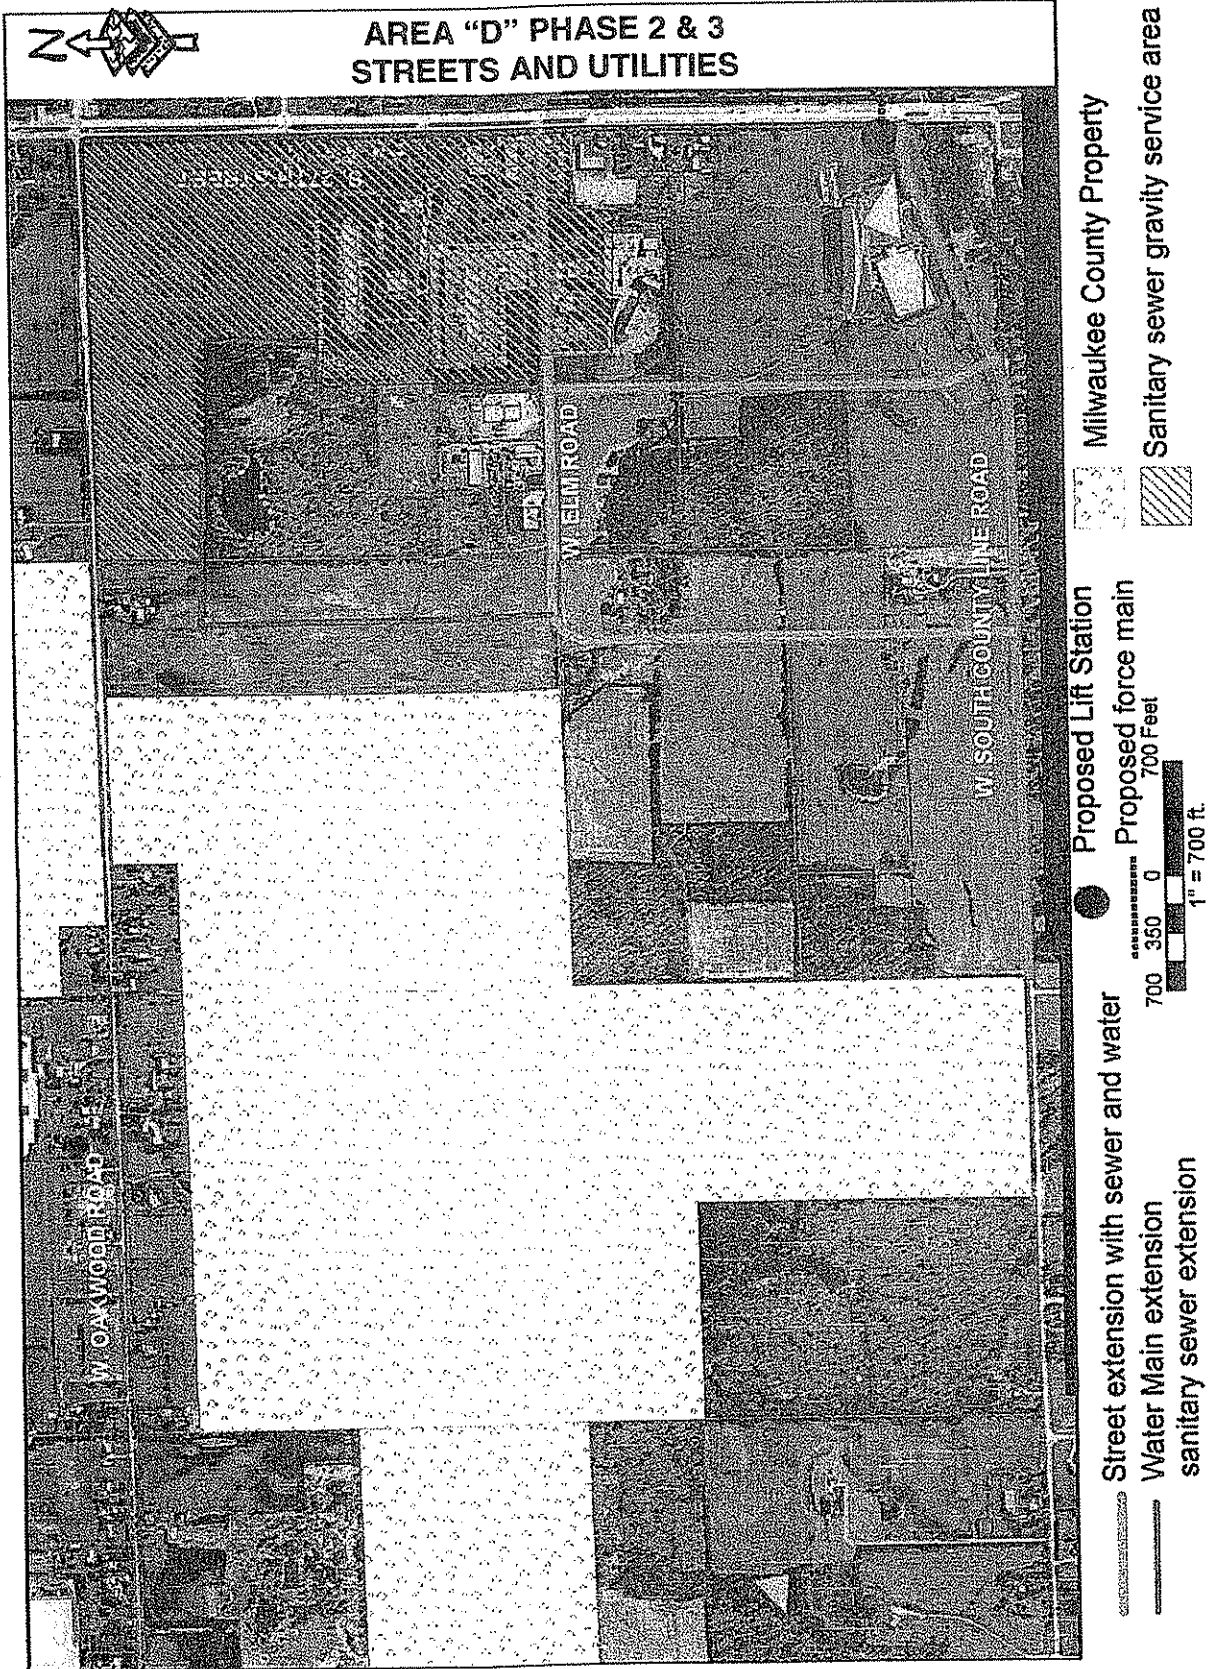 N
AREA “D” PHASE 2 & 3
STREETS AND UTILITIES
W. OAKWOOD ROAD
W ELM ROAD
W SOUTH COUNTY LINE ROAD
Street extension with sewer and water
Water Main extension
sanitary sewer extension
Proposed Lift Station
Proposed force main
700 350 0 700 Feet
1" = 700 ft.
Milwaukee County Property
Sanitary sewer gravity service area